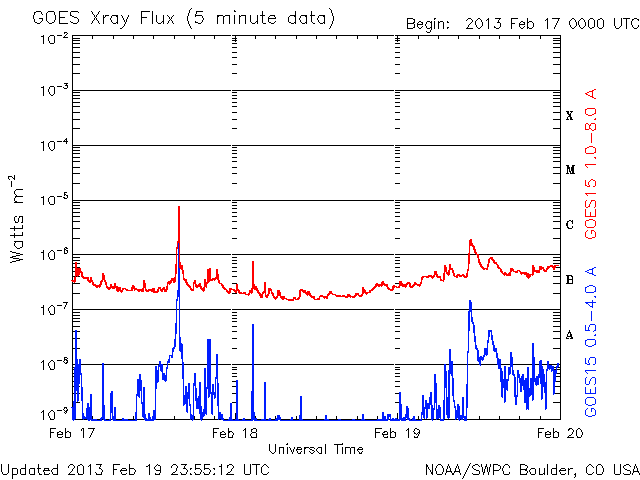 GOES Xray Flux (5 minute data)
Begin: 2013 Feb 17 0000 UTC
10-2
10-3
10-4
10-5
10-6
10-7
10-8
10-9
Watts m-2
X
M
C
B
A
GOES15 1.0-8.0 A
GOES15 0.5-4.0 A
Feb 17
Feb 18
Feb 19
Feb 20
Universal Time
Updated 2013 Feb 19 23:55:12 UTC
NOAA/SWPC Boulder, CO USA